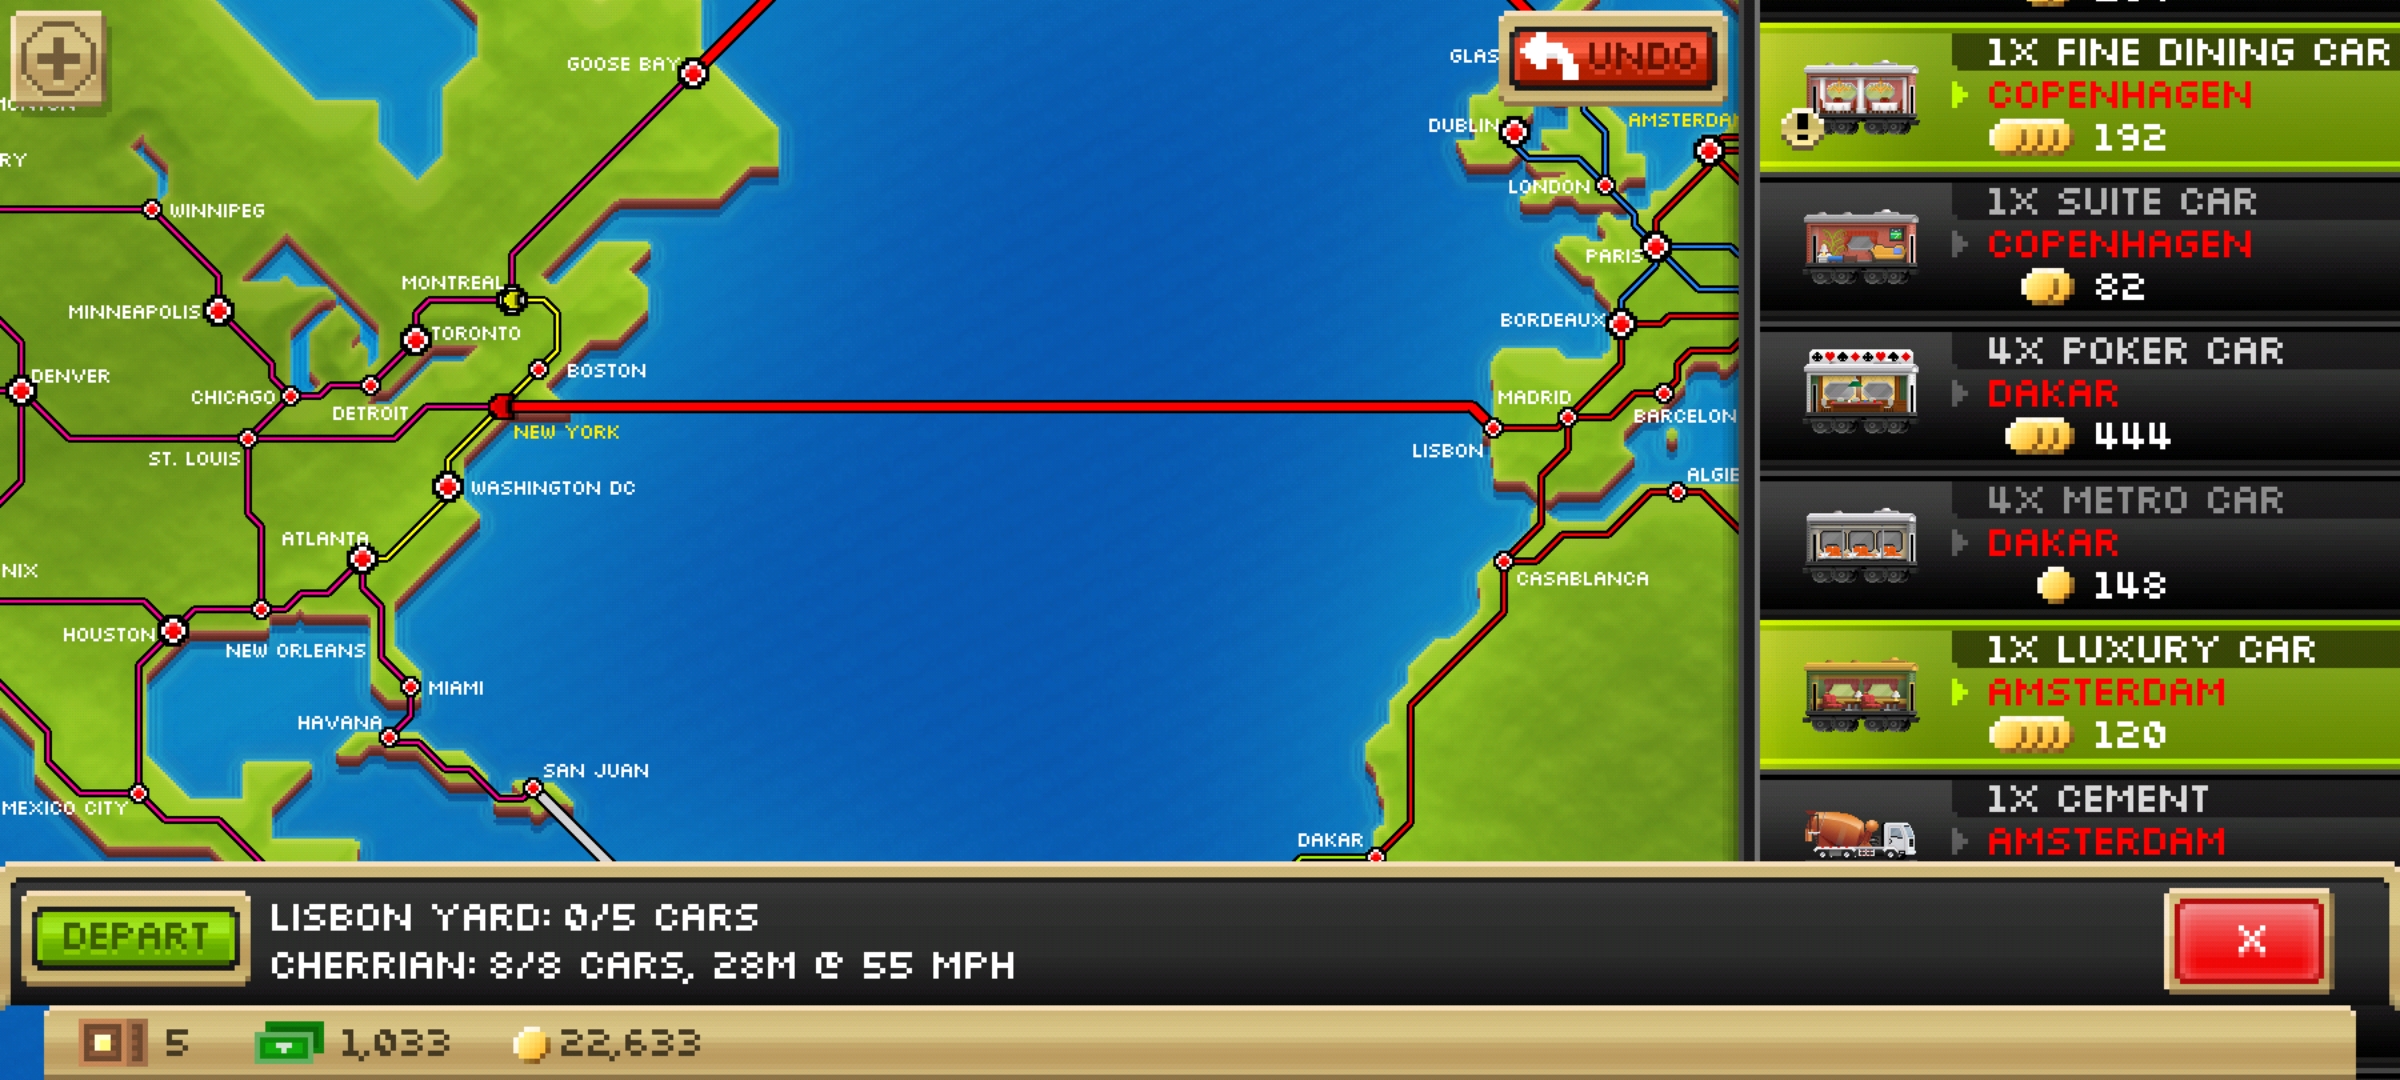 GOOSE BAY
GLAS
UNDO
DUBLIN
AMSTERDA
RY
LONDON
WINNIPEG
PARIS
MONTREAL
MINNEAPOLIS
TORONTO
BORDEAUX
DENVER
BOSTON
CHICAGO
MADRID
DETROIT
BARCELON
NEW YORK
ST. LOUIS
LISBON
WASHINGTON DC
ALGIE
ATLANTA
NIX
CASABLANCA
HOUSTON
NEW ORLEANS
MIAMI
HAVANA
SAN JUAN
MEXICO CITY
DAKAR
1X FINE DINING CAR
COPENHAGEN
192
1X SUITE CAR
COPENHAGEN
82
4X POKER CAR
DAKAR
444
4X METRO CAR
DAKAR
148
1X LUXURY CAR
AMSTERDAM
120
1X CEMENT
AMSTERDAM
DEPART
LISBON YARD: 0/5 CARS
CHERRIAN: 8/8 CARS, 28M @ 55 MPH
X
5 1,033 22,633